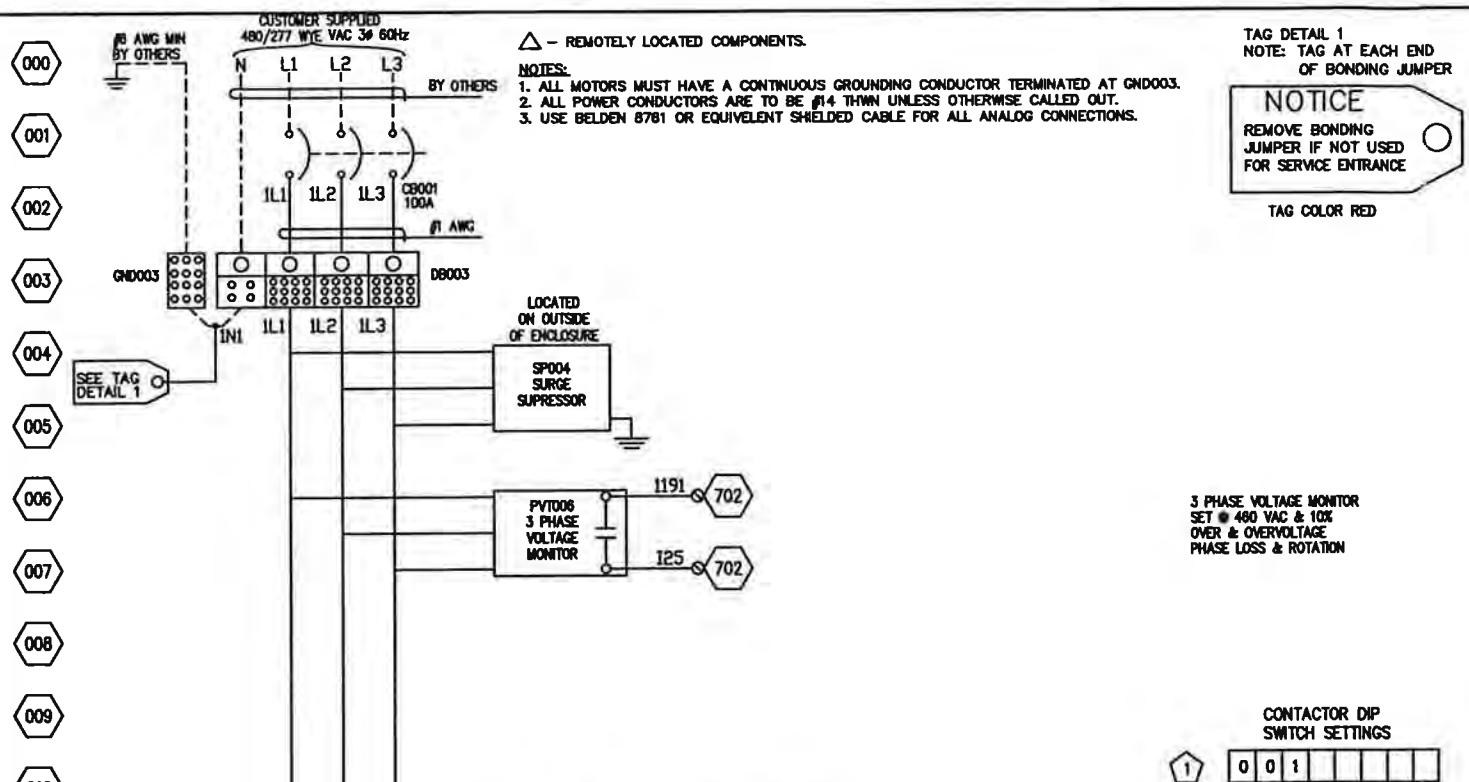 CUSTOMER SUPPLIED
480/277 WYE VAC 3ø 60Hz
#8 AWG MIN
BY OTHERS
N L1 L2 L3
BY OTHERS
△ - REMOTELY LOCATED COMPONENTS.
NOTES:
1. ALL MOTORS MUST HAVE A CONTINUOUS GROUNDING CONDUCTOR TERMINATED AT GND003.
2. ALL POWER CONDUCTORS ARE TO BE #14 THWN UNLESS OTHERWISE CALLED OUT.
3. USE BELDEN 8761 OR EQUIVELENT SHIELDED CABLE FOR ALL ANALOG CONNECTIONS.
TAG DETAIL 1
NOTE: TAG AT EACH END
OF BONDING JUMPER
NOTICE
REMOVE BONDING
JUMPER IF NOT USED
FOR SERVICE ENTRANCE
TAG COLOR RED
000
001
002
1L1 1L2 1L3
CB001
100A
#1 AWG
003
GND003
DB003
1N1
1L1 1L2 1L3
LOCATED
ON OUTSIDE
OF ENCLOSURE
004
SP004
SURGE
SUPRESSOR
SEE TAG
DETAIL 1
005
006
PVT006
3 PHASE
VOLTAGE
MONITOR
1191
702
I25
702
3 PHASE VOLTAGE MONITOR
SET @ 460 VAC & 10%
OVER & OVERVOLTAGE
PHASE LOSS & ROTATION
007
008
009
CONTACTOR DIP
SWITCH SETTINGS
1
0 0 1